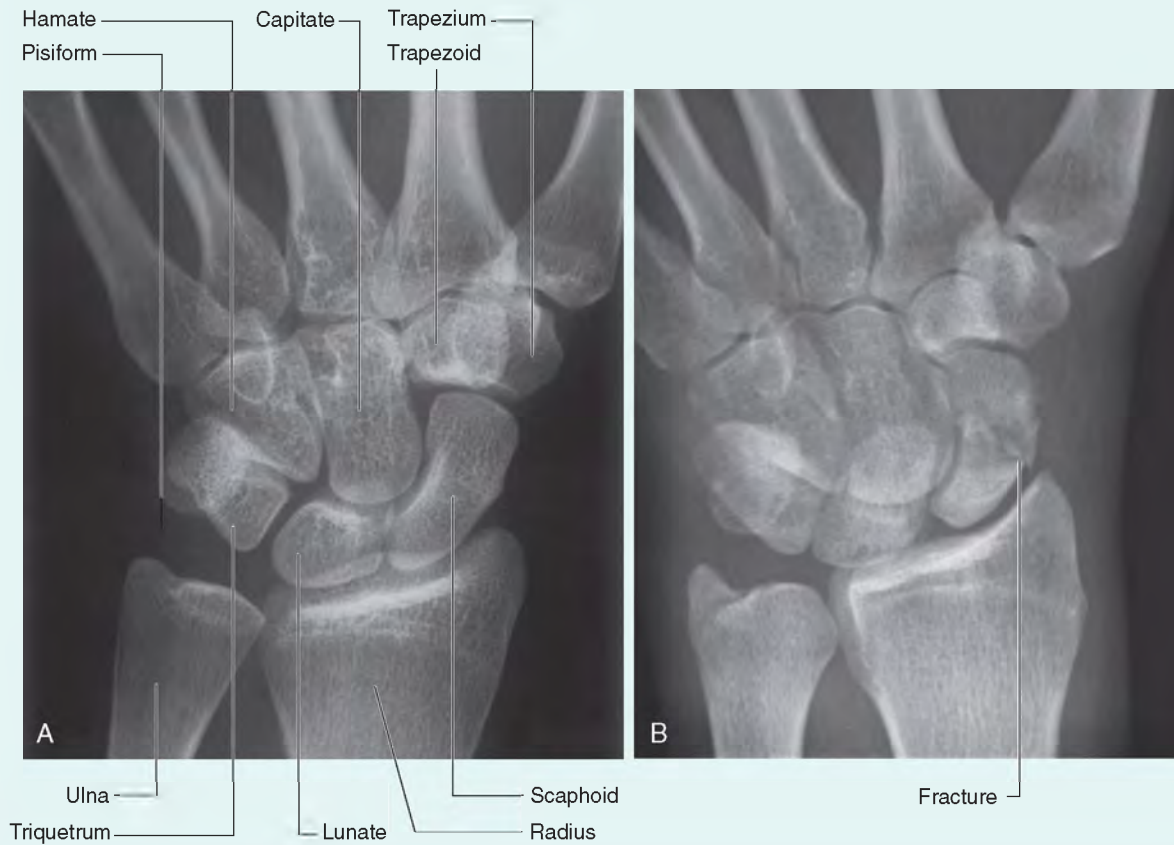 Hamate
Capitate
Trapezium
Pisiform
Trapezoid
A
B
Ulna
Scaphoid
Fracture
Triquetrum
Lunate
Radius